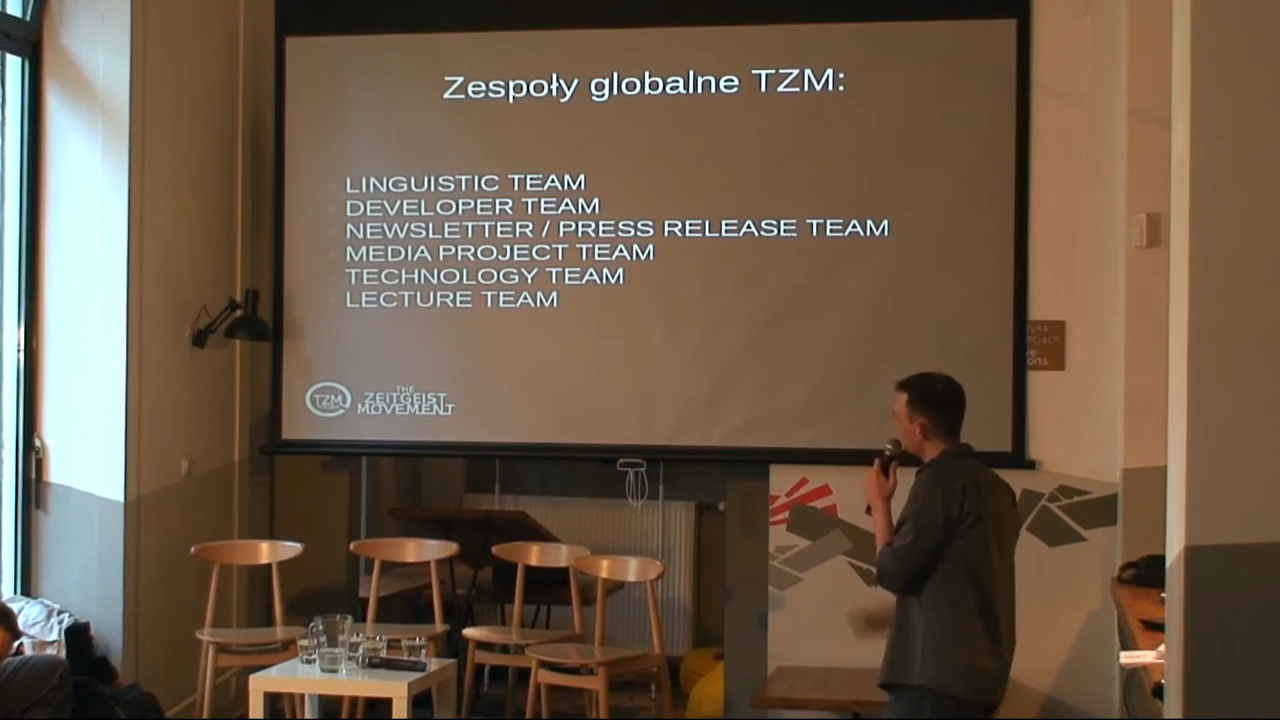 Zespoły globalne TZM:
LINGUISTIC TEAM
DEVELOPER TEAM
NEWSLETTER / PRESS RELEASE TEAM
MEDIA PROJECT TEAM
TECHNOLOGY TEAM
LECTURE TEAM
TZM
THE
ZEITGEIST
MOVEMENT